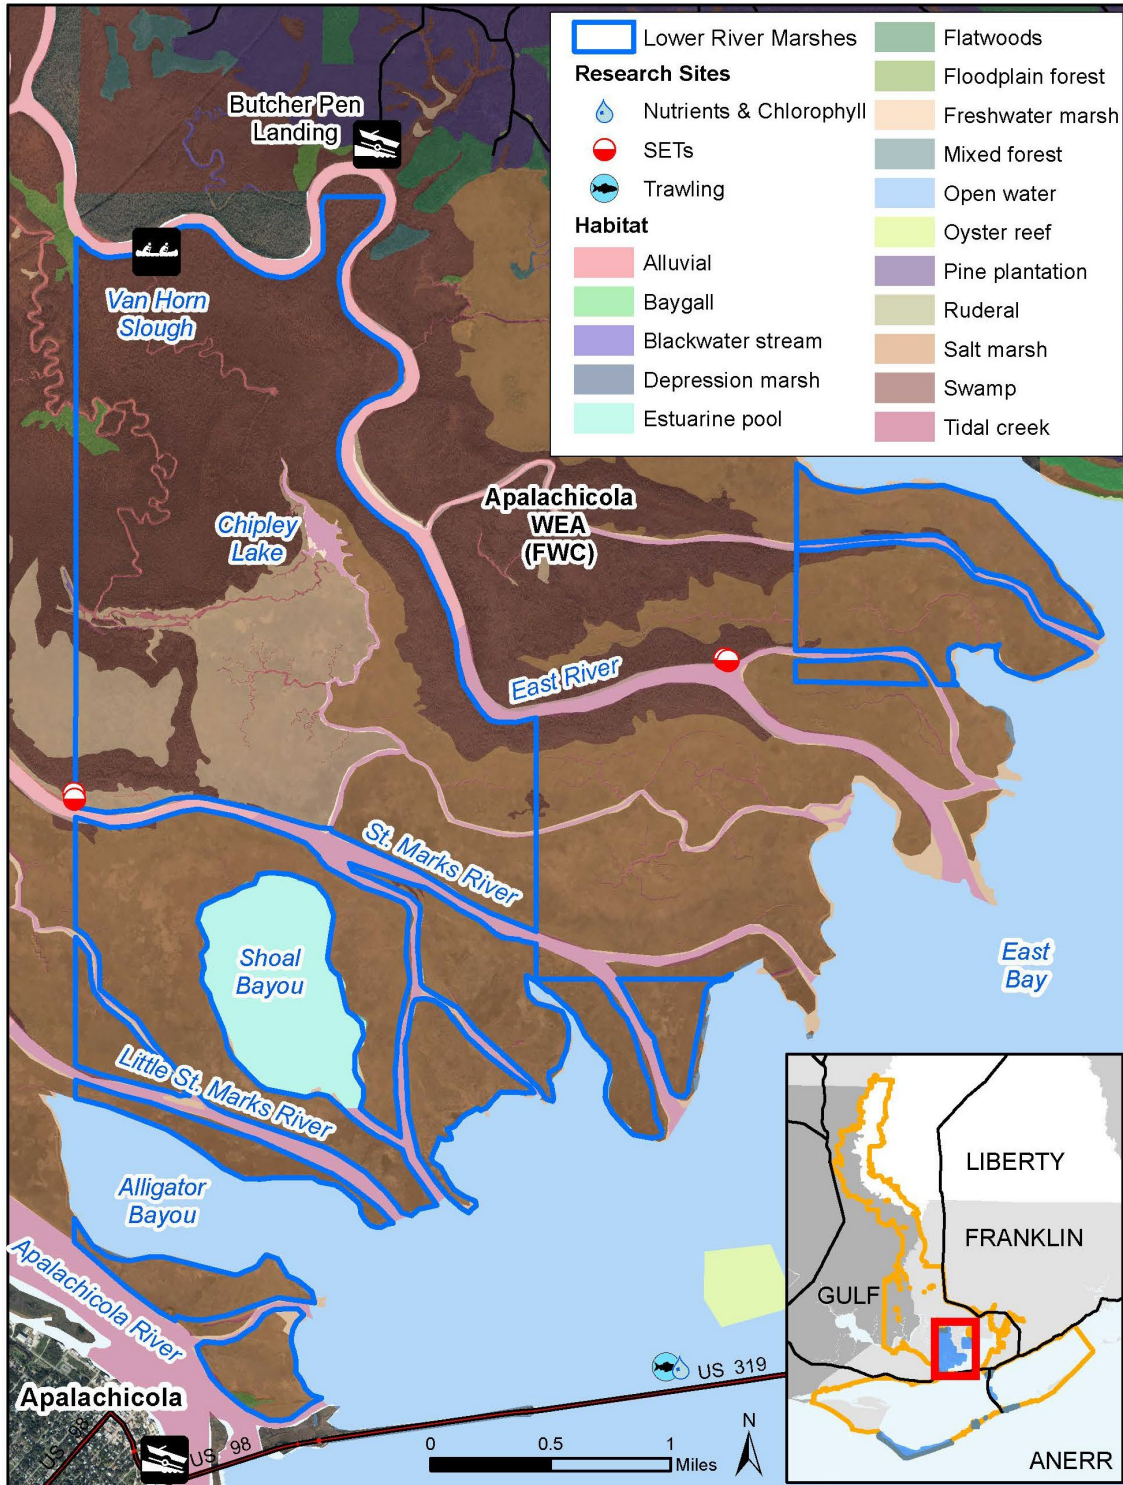 Lower River Marshes
Research Sites
Nutrients & Chlorophyll
SETs
Trawling
Habitat
Alluvial
Baygall
Blackwater stream
Depression marsh
Estuarine pool
Flatwoods
Floodplain forest
Freshwater marsh
Mixed forest
Open water
Oyster reef
Pine plantation
Ruderal
Salt marsh
Swamp
Tidal creek
Butcher Pen
Landing
Van Horn
Slough
Chipley
Lake
Apalachicola
WEA
(FWC)
East River
St. Marks River
Shoal
Bayou
East
Bay
Little St. Marks River
Alligator
Bayou
Apalachicola River
Apalachicola
US 98
US 98
US 319
0 0.5 1
Miles
N
LIBERTY
FRANKLIN
GULF
ANERR